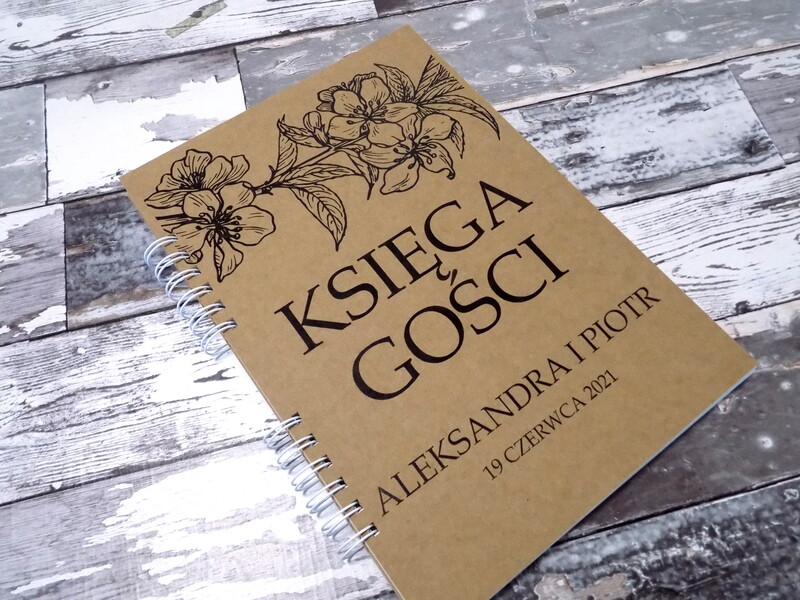 KSIĘGA
GOŚCI
ALEKSANDRA I PIOTR
19 CZERWCA 2021